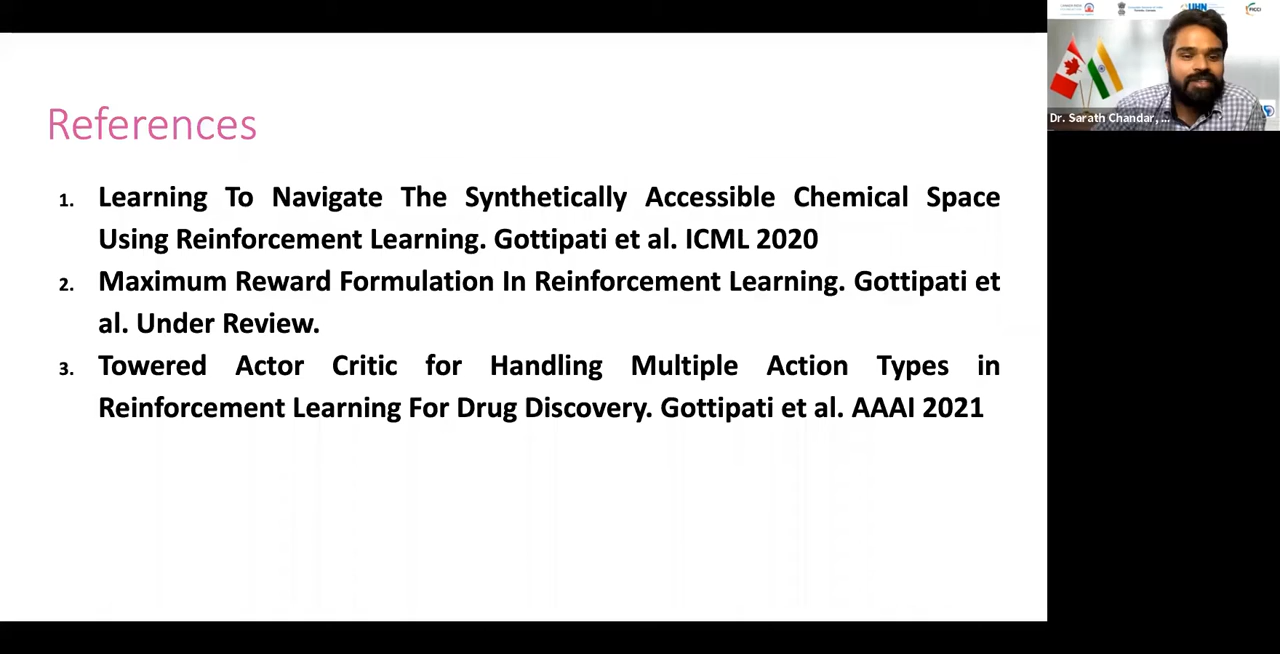 References
1. Learning To Navigate The Synthetically Accessible Chemical Space
Using Reinforcement Learning. Gottipati et al. ICML 2020
2. Maximum Reward Formulation In Reinforcement Learning. Gottipati et
al. Under Review.
3. Towered Actor Critic for Handling Multiple Action Types in
Reinforcement Learning For Drug Discovery. Gottipati et al. AAAI 2021
UHN
FICCI
Dr. Sarath Chandar, ...